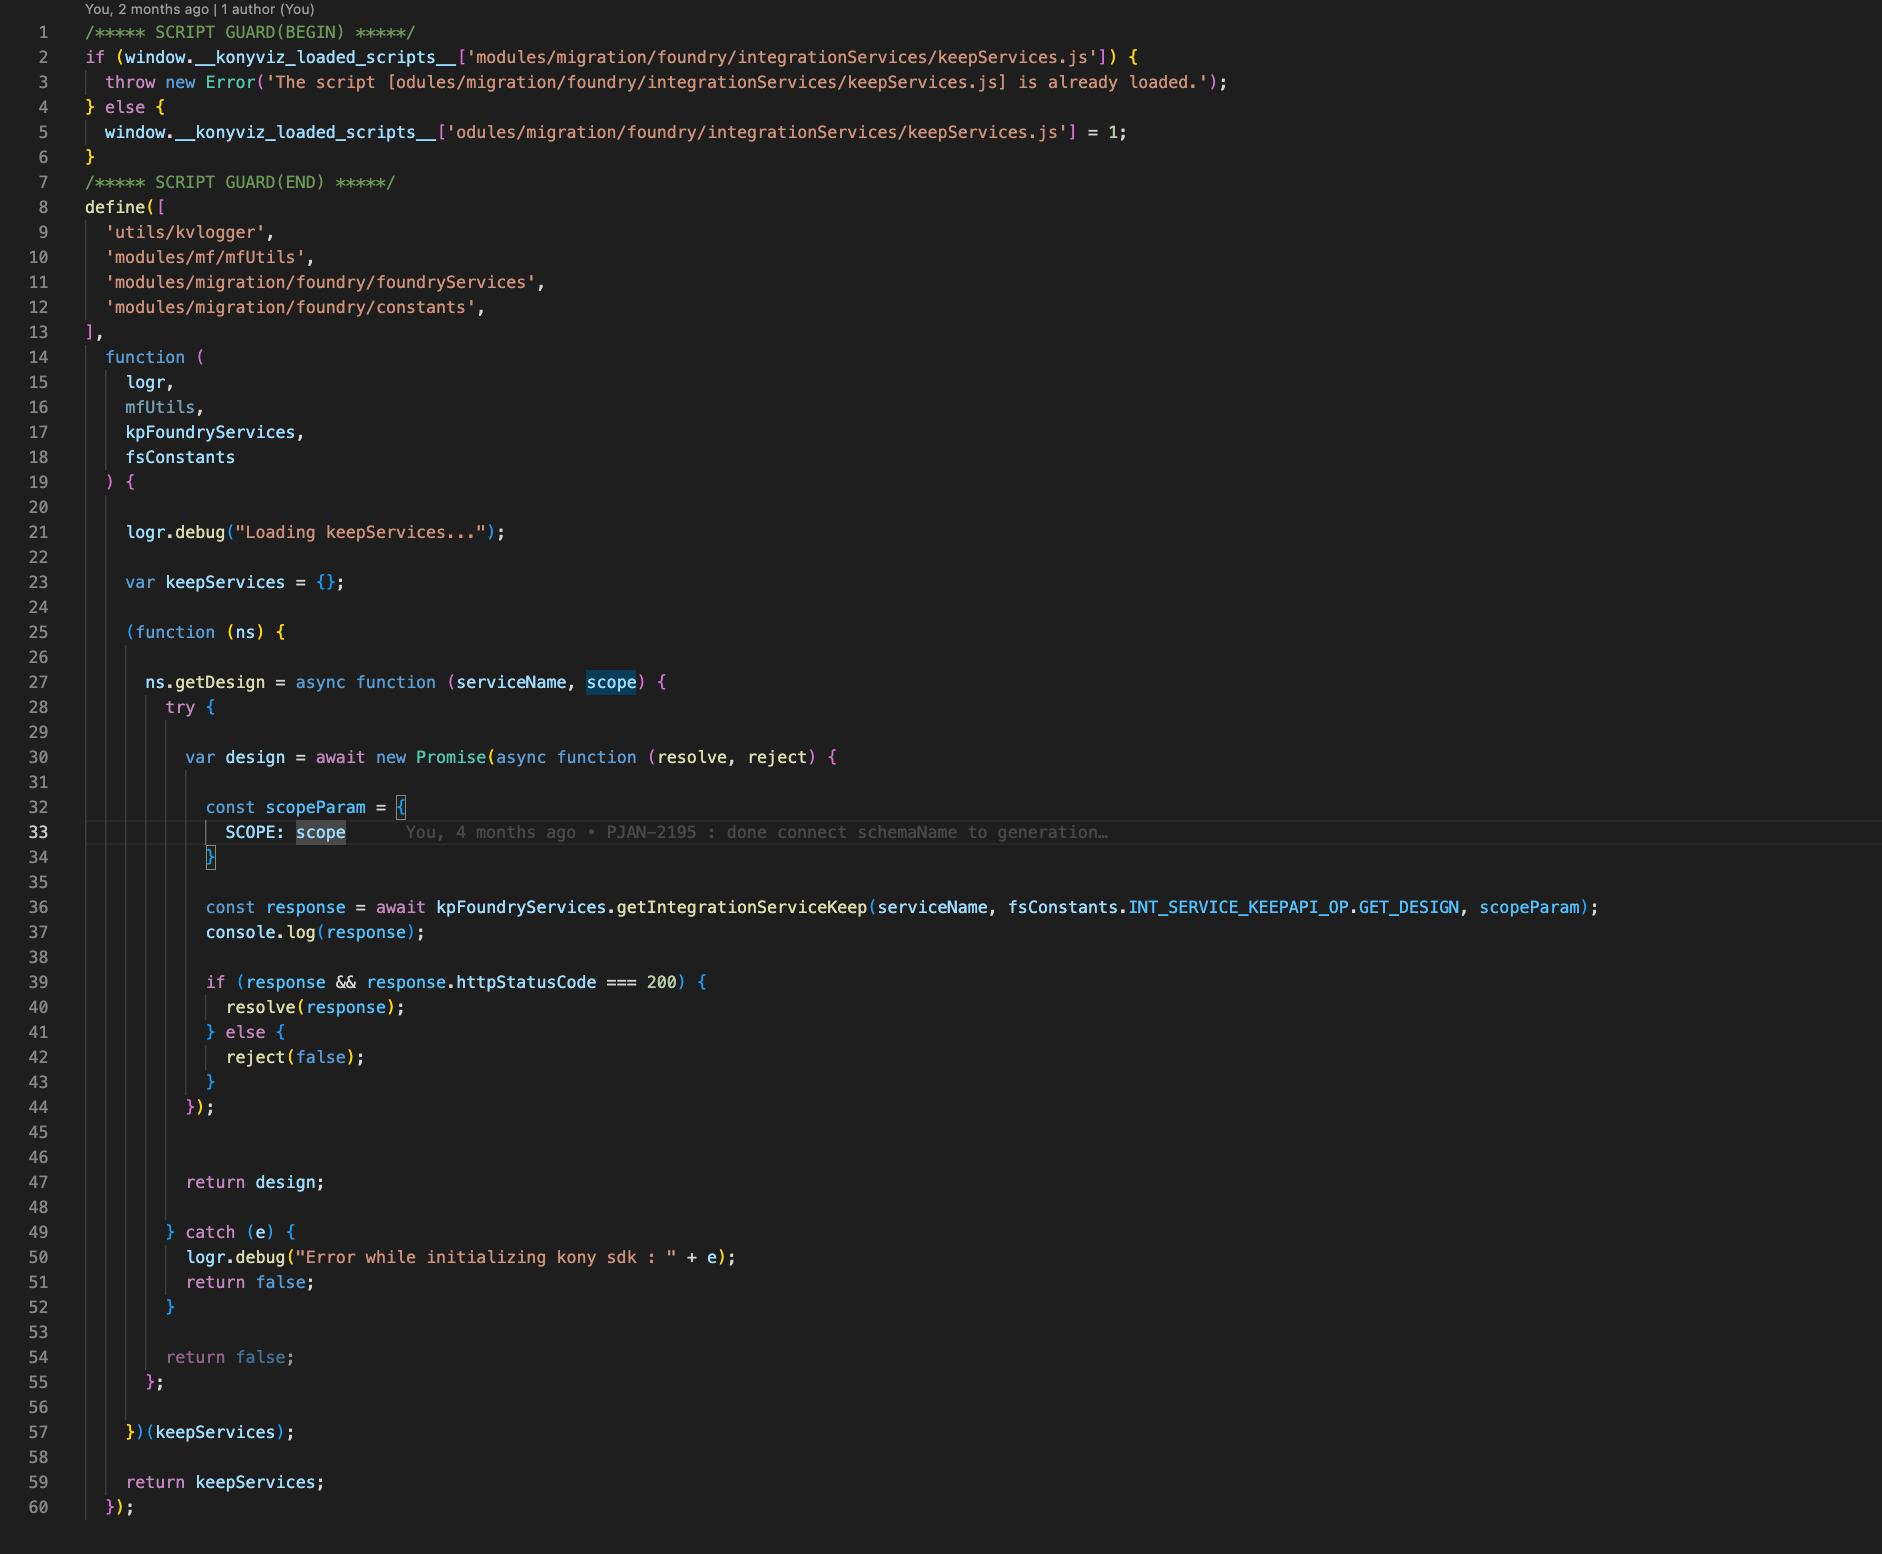 You, 2 months ago | 1 author (You)
1 /***** SCRIPT GUARD(BEGIN) *****/
2 if (window.__konyviz_loaded_scripts__['modules/migration/foundry/integrationServices/keepServices.js']) {
3 throw new Error('The script [odules/migration/foundry/integrationServices/keepServices.js] is already loaded.');
4 } else {
5 window.__konyviz_loaded_scripts__['odules/migration/foundry/integrationServices/keepServices.js'] = 1;
6 }
7 /***** SCRIPT GUARD(END) *****/
8 define([
9 'utils/kvlogger',
10 'modules/mf/mfUtils',
11 'modules/migration/foundry/foundryServices',
12 'modules/migration/foundry/constants',
13 ],
14 function (
15 logr,
16 mfUtils,
17 kpFoundryServices,
18 fsConstants
19 ) {
20
21 logr.debug("Loading keepServices...");
22
23 var keepServices = {};
24
25 (function (ns) {
26
27 ns.getDesign = async function (serviceName, scope) {
28 try {
29
30 var design = await new Promise(async function (resolve, reject) {
31
32 const scopeParam = {
33 SCOPE: scope You, 4 months ago • PJAN-2195 : done connect schemaName to generation…
34 }
35
36 const response = await kpFoundryServices.getIntegrationServiceKeep(serviceName, fsConstants.INT_SERVICE_KEEPAPI_OP.GET_DESIGN, scopeParam);
37 console.log(response);
38
39 if (response && response.httpStatusCode === 200) {
40 resolve(response);
41 } else {
42 reject(false);
43 }
44 });
45
46
47 return design;
48
49 } catch (e) {
50 logr.debug("Error while initializing kony sdk : " + e);
51 return false;
52 }
53
54 return false;
55 };
56
57 })(keepServices);
58
59 return keepServices;
60 });